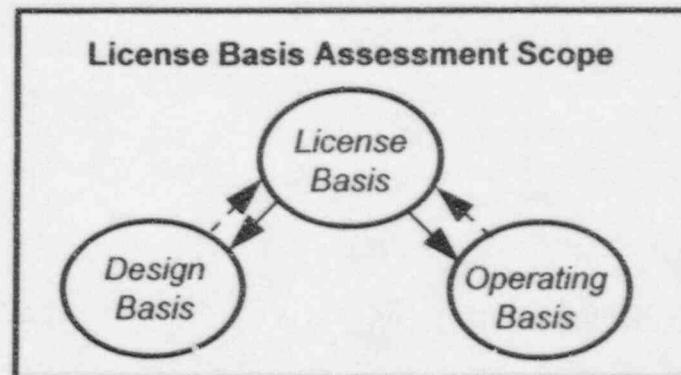 License Basis Assessment Scope
License
Basis
Design
Basis
Operating
Basis